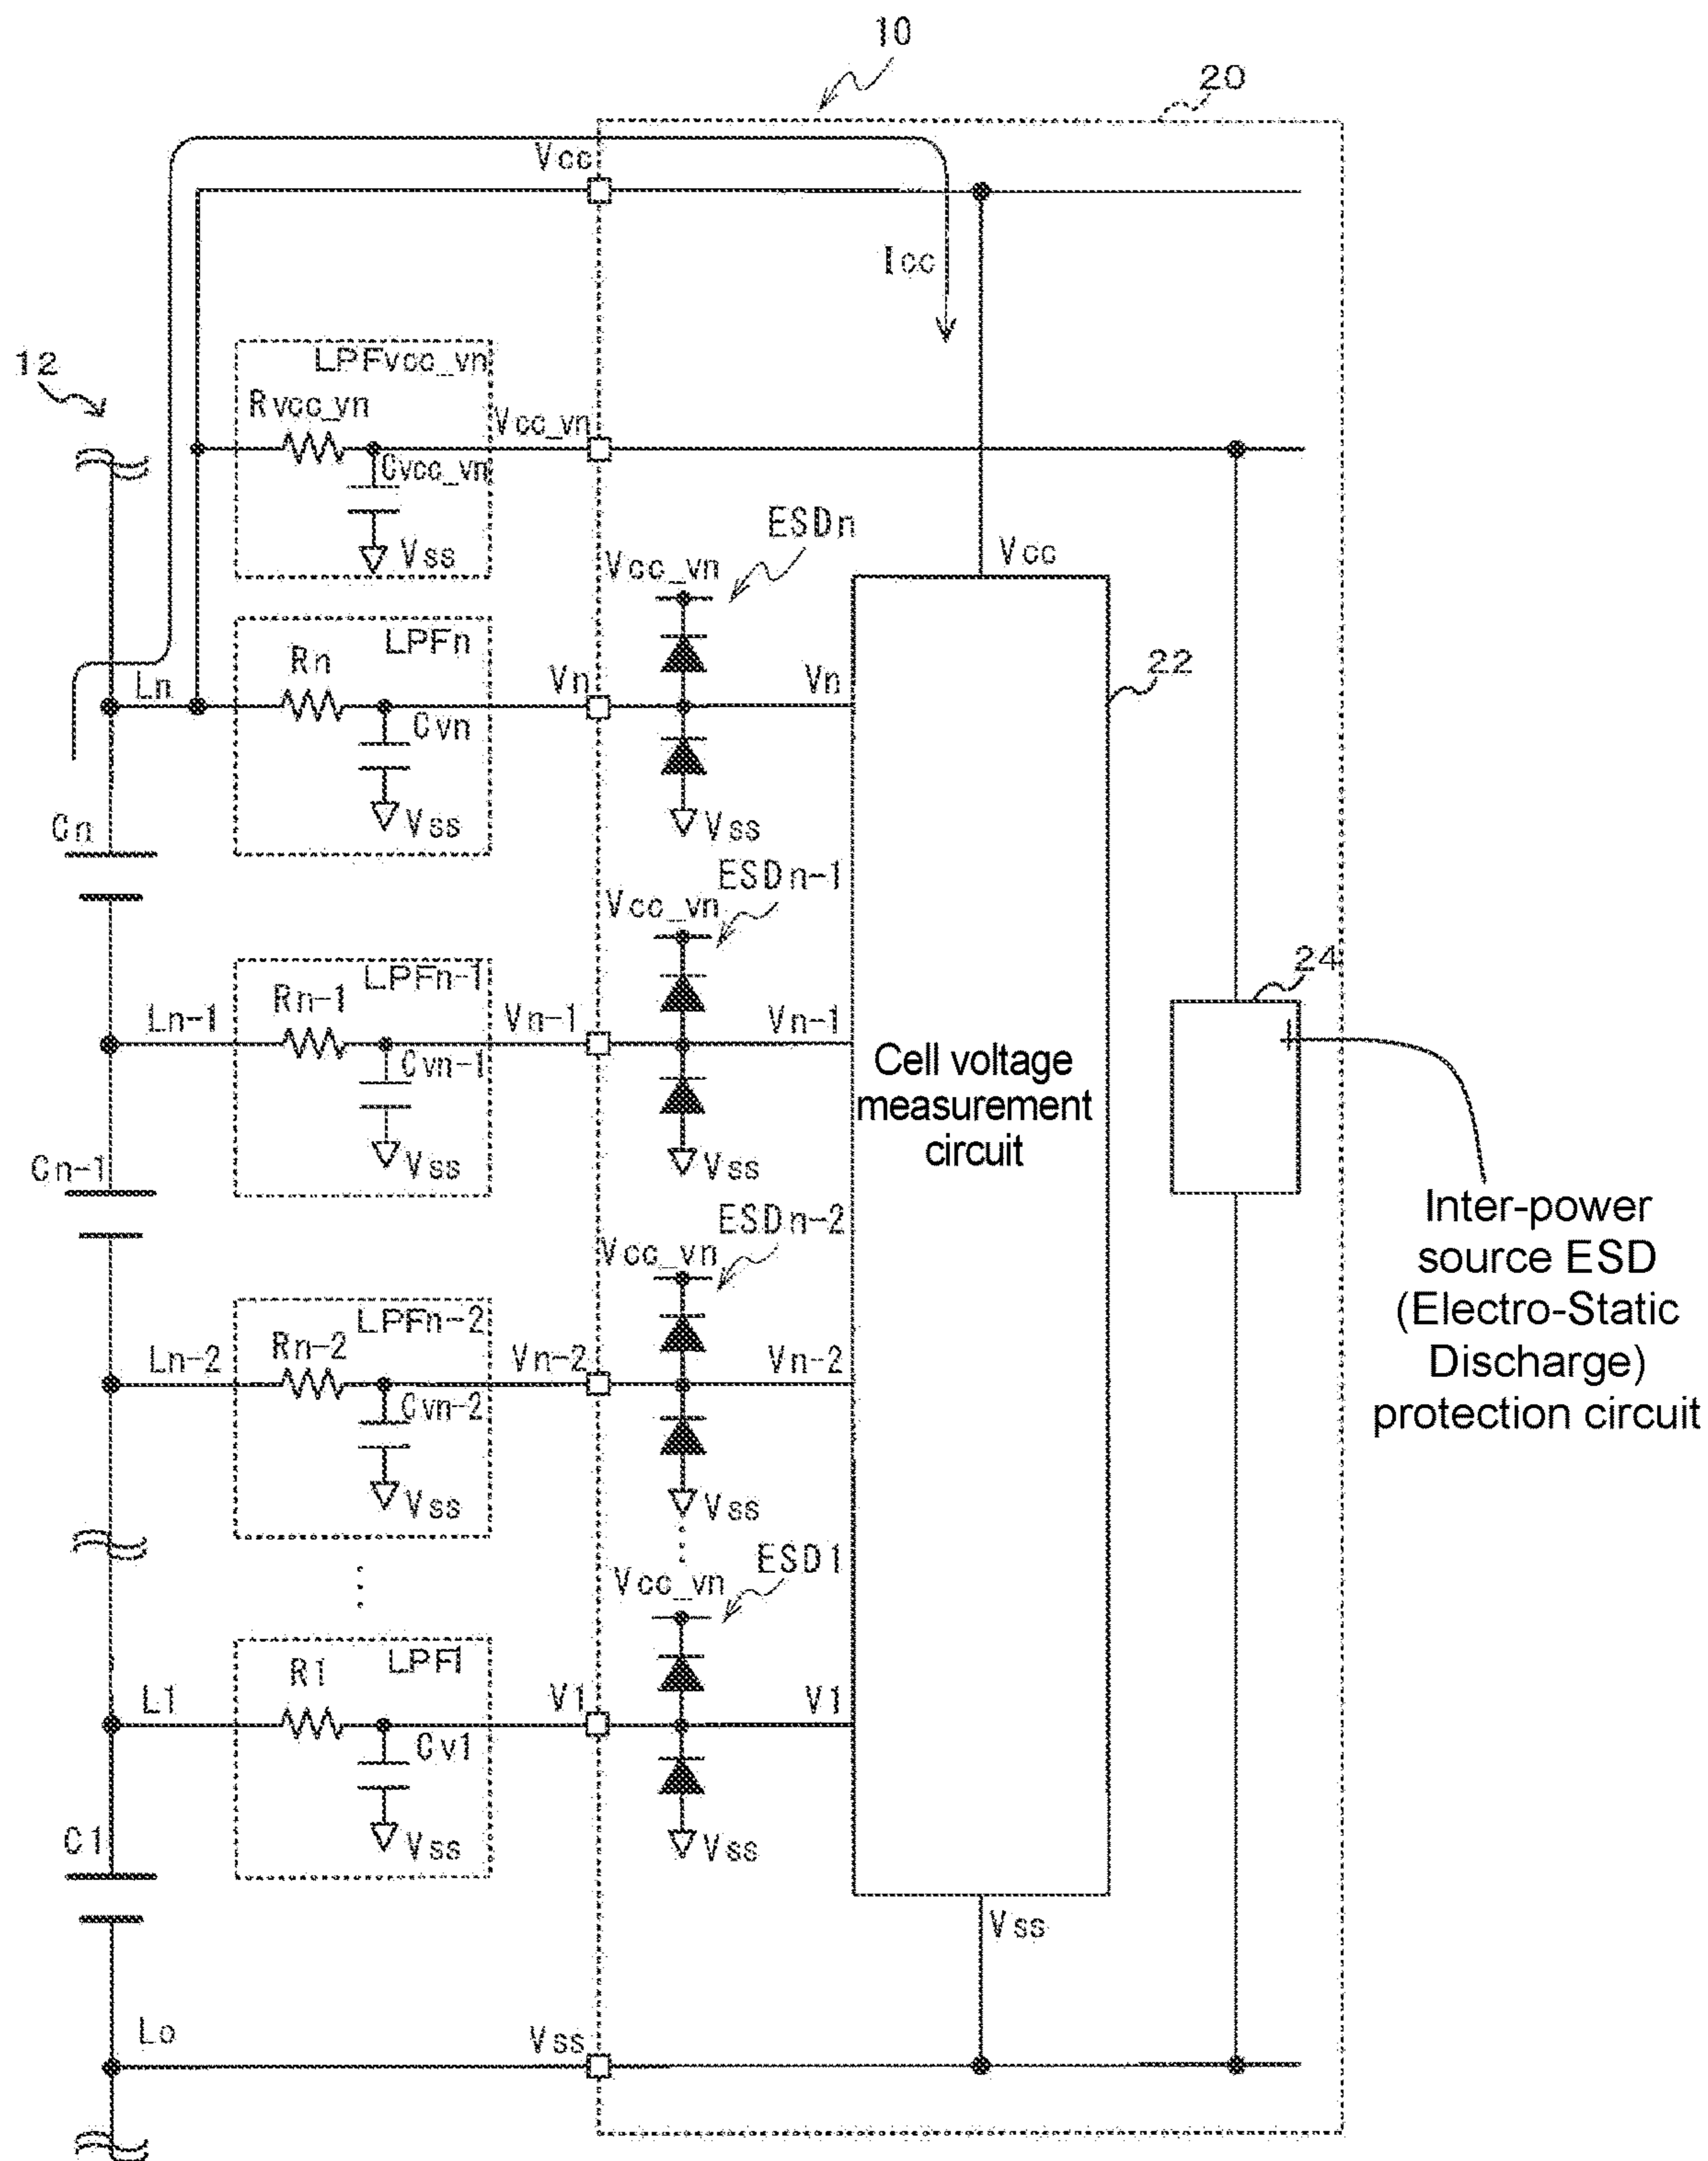 10
20
Vcc
Icc
12
LPFvcc_vn
Rvcc_vn
Vcc_vn
Cvcc_vn
Vss
ESDn
Vcc_vn
Vcc
LPFn
Rn
Ln
Vn
Vn
22
Cvn
Vss
Vss
Cn
ESDn-1
Vcc_vn
LPFn-1
Rn-1
Ln-1
Vn-1
Vn-1
24
Cvn-1
Vss
Vss
Cell voltage
measurement
circuit
Cn-1
Inter-power
source ESD
(Electro-Static
Discharge)
protection circuit
ESDn-2
Vcc_vn
LPFn-2
Rn-2
Ln-2
Vn-2
Vn-2
Cvn-2
Vss
Vss
ESD1
Vcc_vn
LPF1
R1
L1
V1
V1
Cv1
Vss
Vss
C1
Vss
Lo
Vss